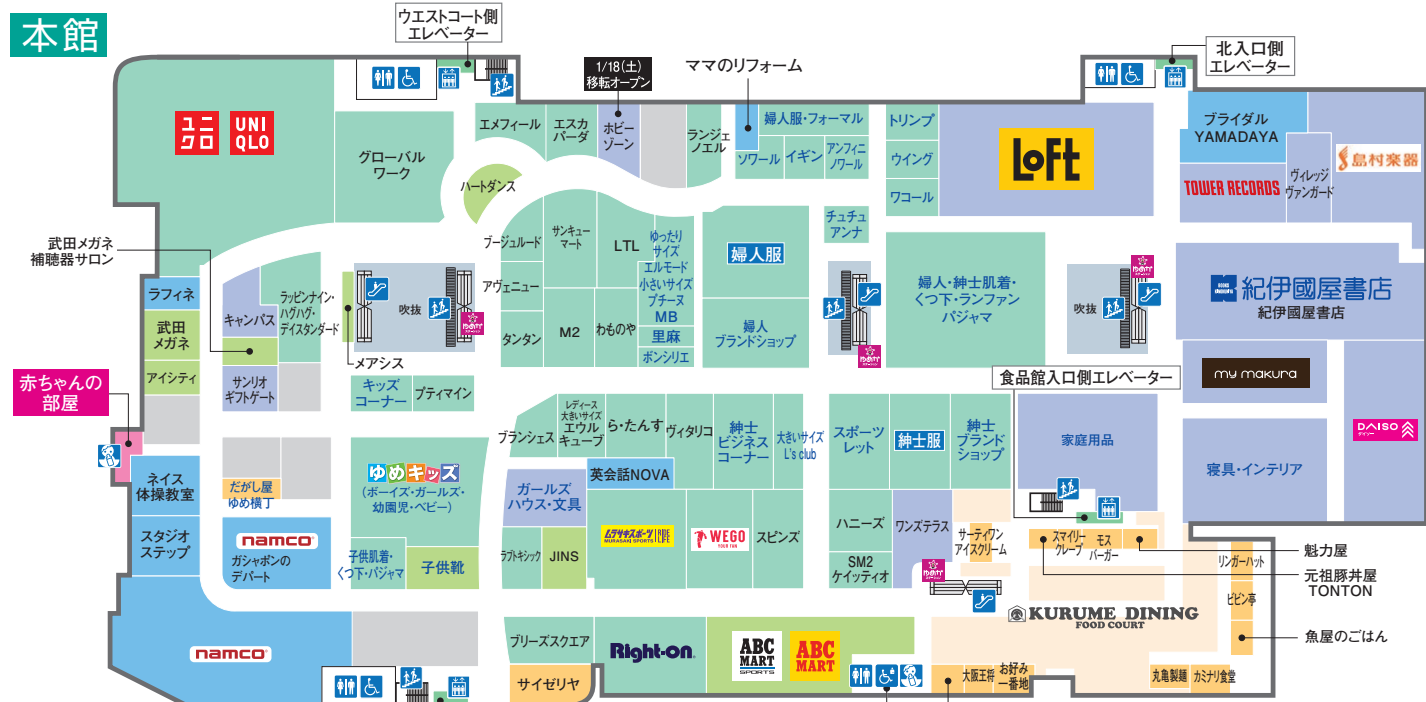 本館
ウエストコート側
エレベーター
1/18(土)
移転オープン
ママのリフォーム
北入口側
エレベーター
ユニ
クロ
UNI
QLO
グローバル
ワーク
エメフィール
エスカ
パーダ
ホビー
ゾーン
ランジェ
ノエル
婦人服・フォーマル
ソワール
イギン
アンフィニ
ノワール
トリンプ
ウイング
ワコール
LOFT
ブライダル
YAMADAYA
TOWER RECORDS
ヴィレッジ
ヴァンガード
島村楽器
ハートダンス
武田メガネ
補聴器サロン
ブージュルード
サンキュー
マート
LTL
ゆったり
サイズ
エルモード
小さいサイズ
プチーヌ
MB
里麻
ボンシリエ
アヴェニュー
タンタン
M2
わものや
婦人服
婦人
ブランドショップ
チュチュ
アンナ
婦人・紳士肌着・
くつ下・ランファン
パジャマ
吹抜
吹抜
紀伊國屋書店
紀伊國屋書店
my makura
DAISO
ダイソー
ラフィネ
武田
メガネ
アイシティ
キャンパス
ラッピンナイン・
ハグハグ・
デイスタンダード
サンリオ
ギフトゲート
メアシス
赤ちゃんの
部屋
キッズ
コーナー
プティマイン
食品館入口側エレベーター
ブランシェス
レディース
大きいサイズ
エウル
キューブ
ら・たんす
ヴィタリコ
紳士
ビジネス
コーナー
大きいサイズ
L's club
スポーツ
レット
紳士服
紳士
ブランド
ショップ
家庭用品
寝具・インテリア
ネイス
体操教室
スタジオ
ステップ
だがし屋
ゆめ横丁
namco
ガシャポンの
デパート
ゆめキッズ
(ボーイズ・ガールズ・
幼園児・ベビー)
子供肌着・
くつ下・パジャマ
子供靴
ガールズ
ハウス・文具
英会話NOVA
ラブトキシック
JINS
ムラサキスポーツ
MURASAKI SPORTS
RIDE
LIFE
WEGO
YOUR FAN
スピンズ
ハニーズ
SM2
ケイッティオ
ワンズテラス
サーティワン
アイスクリーム
スマイリー
クレープ
モス
バーガー
魁力屋
元祖豚丼屋
TONTON
リンガーハット
ビビン亭
魚屋のごはん
KURUME DINING
FOOD COURT
namco
ブリーズスクエア
サイゼリヤ
Right-on
ABC
MART
SPORTS
ABC
MART
大阪王将
お好み
一番地
丸亀製麺
カミナリ食堂